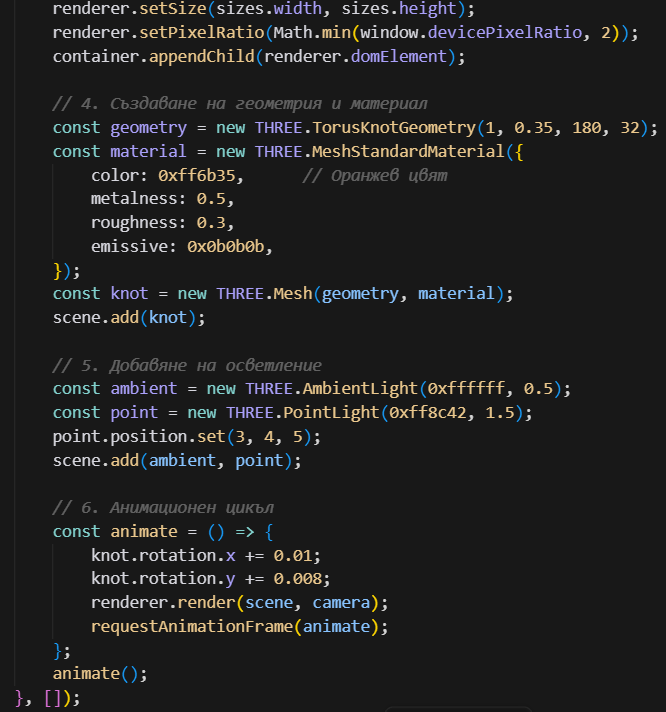 renderer.setSize(sizes.width, sizes.height);
renderer.setPixelRatio(Math.min(window.devicePixelRatio, 2));
container.appendChild(renderer.domElement);
// 4. Създаване на геометрия и материал
const geometry = new THREE.TorusKnotGeometry(1, 0.35, 180, 32);
const material = new THREE.MeshStandardMaterial({
color: 0xff6b35, // Оранжев цвят
metalness: 0.5,
roughness: 0.3,
emissive: 0x0b0b0b,
});
const knot = new THREE.Mesh(geometry, material);
scene.add(knot);
// 5. Добавяне на осветление
const ambient = new THREE.AmbientLight(0xffffff, 0.5);
const point = new THREE.PointLight(0xff8c42, 1.5);
point.position.set(3, 4, 5);
scene.add(ambient, point);
// 6. Анимационен цикъл
const animate = () => {
knot.rotation.x += 0.01;
knot.rotation.y += 0.008;
renderer.render(scene, camera);
requestAnimationFrame(animate);
};
animate();
}, []);